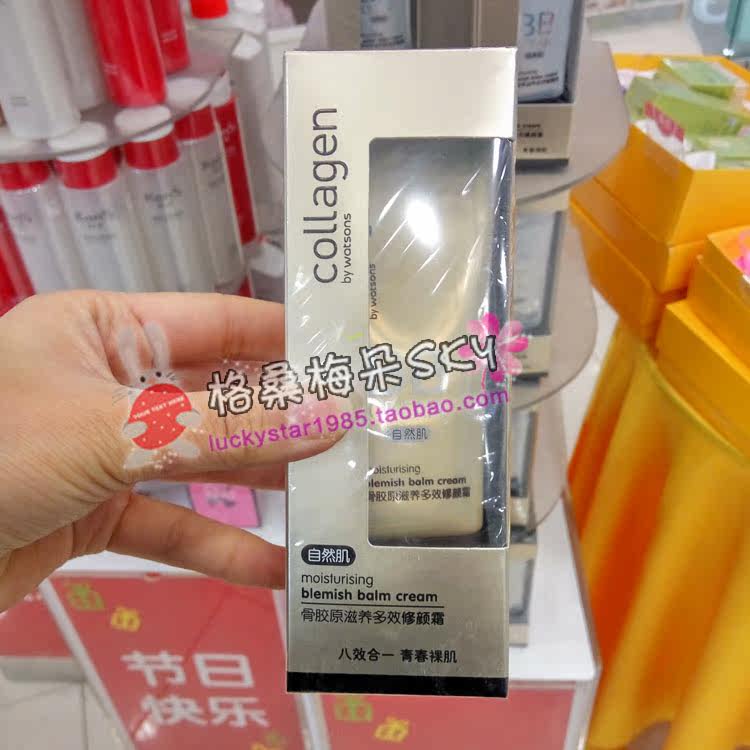 collagen
by watsons
by watsons
格桑梅朵SKY
luckystar1985.taobao.com
YOUR TEXT HERE
自然肌
moisturising
blemish balm cream
骨胶原滋养多效修颜霜
自然肌
moisturising
blemish balm cream
骨胶原滋养多效修颜霜
八效合一 青春裸肌
节日
快乐